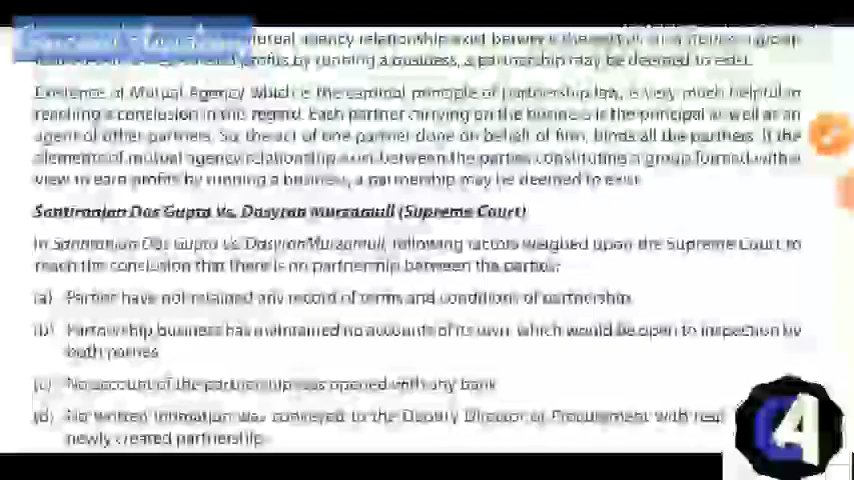 mutual agency relationship exist between the
profits by running a business, a partnership may be deemed to exist.
Existence of Mutual Agency which is the cardinal principle of partnership law, is very much helpful in
reaching a conclusion in this regard. Each partner carrying on the business is the principal as well as an
agent of other partners. So, the act of one partner done on behalf of firm, binds all the partners. If the
elements of mutual agency relationship exist between the parties constituting a group formed with a
view to earn profits by running a business, a partnership may be deemed to exist.
Santiranjan Das Gupta Vs. Dasyran Murzamull (Supreme Court)
In Santiranjan Das Gupta vs. Dasyran Murzamull, following factors weighed upon the Supreme Court to
reach the conclusion that there is no partnership between the parties:
(a) Parties have not retained any record of terms and conditions of partnership.
(b) Partnership business has maintained no accounts of its own, which would be open to inspection by
both parties
(c) No account of the partnership was opened with any bank
(d) No written intimation was conveyed to the Deputy Director of Procurement with
newly created partnership.